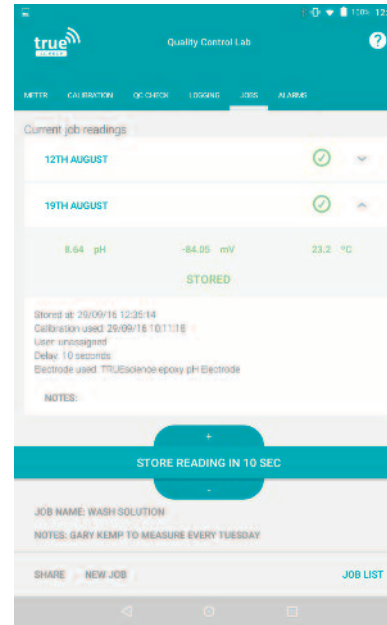 100% 12:
true
SCIENCE
Quality Control Lab
?
METER CALIBRATION QC CHECK LOGGING JOBS ALARMS
Current job readings
12TH AUGUST
19TH AUGUST
8.64 pH -84.05 mV 23.2 °C
STORED
Stored at: 29/09/16 12:35:14
Calibration used: 29/09/16 10:11:18
User: unassigned
Delay: 10 seconds
Electrode used: TRUEscience epoxy pH Electrode
NOTES:
+
STORE READING IN 10 SEC
-
JOB NAME: WASH SOLUTION
NOTES: GARY KEMP TO MEASURE EVERY TUESDAY
SHARE NEW JOB JOB LIST